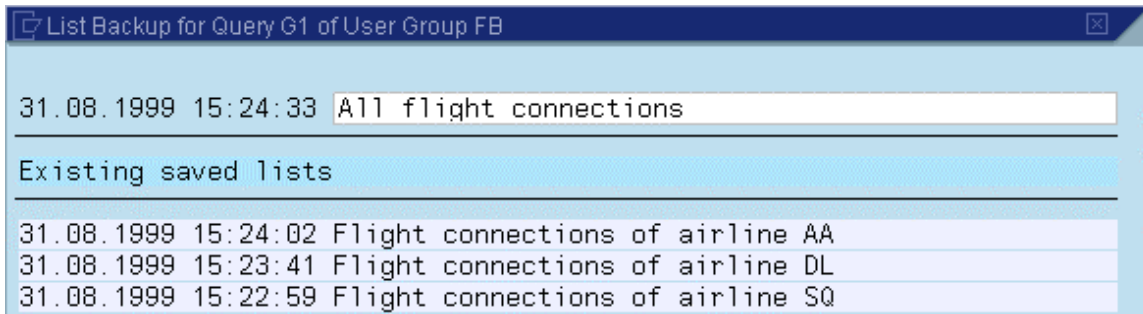 List Backup for Query G1 of User Group FB
31.08.1999 15:24:33 All flight connections
Existing saved lists
31.08.1999 15:24:02 Flight connections of airline AA
31.08.1999 15:23:41 Flight connections of airline DL
31.08.1999 15:22:59 Flight connections of airline SQ